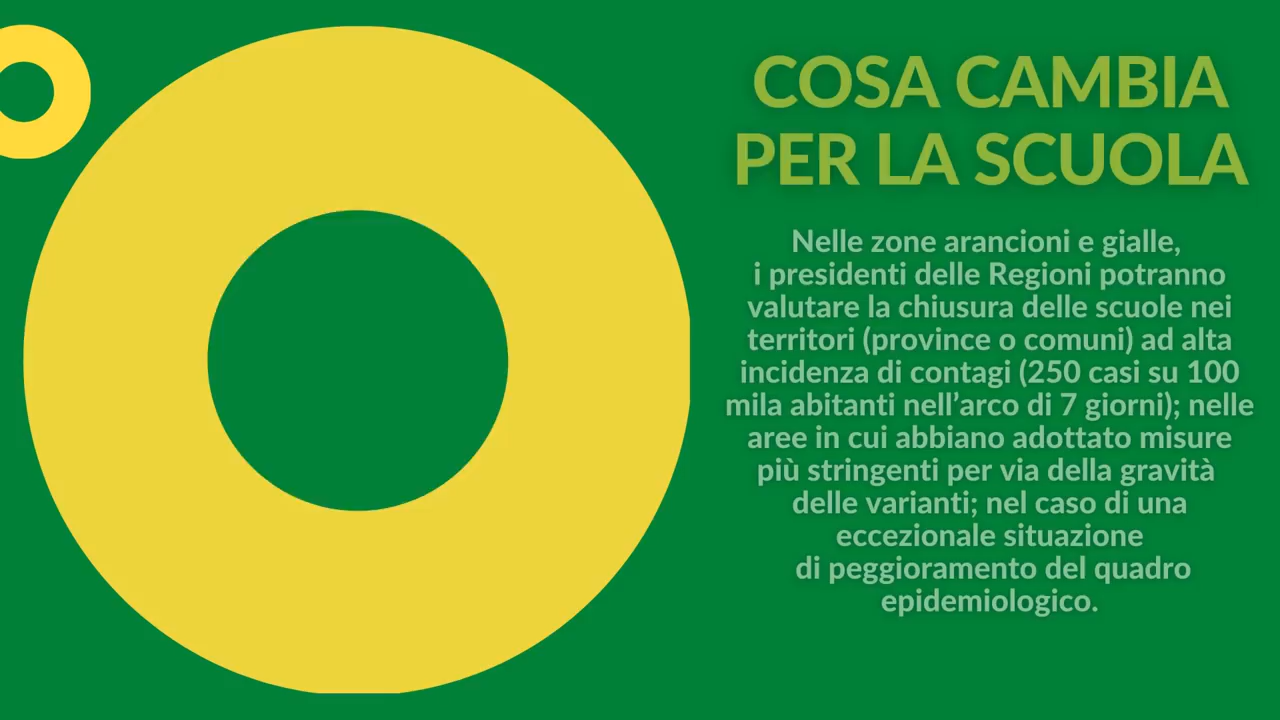 COSA CAMBIA
PER LA SCUOLA
Nelle zone arancioni e gialle,
i presidenti delle Regioni potranno
valutare la chiusura delle scuole nei
territori (province o comuni) ad alta
incidenza di contagi (250 casi su 100
mila abitanti nell’arco di 7 giorni); nelle
aree in cui abbiano adottato misure
più stringenti per via della gravità
delle varianti; nel caso di una
eccezionale situazione
di peggioramento del quadro
epidemiologico.